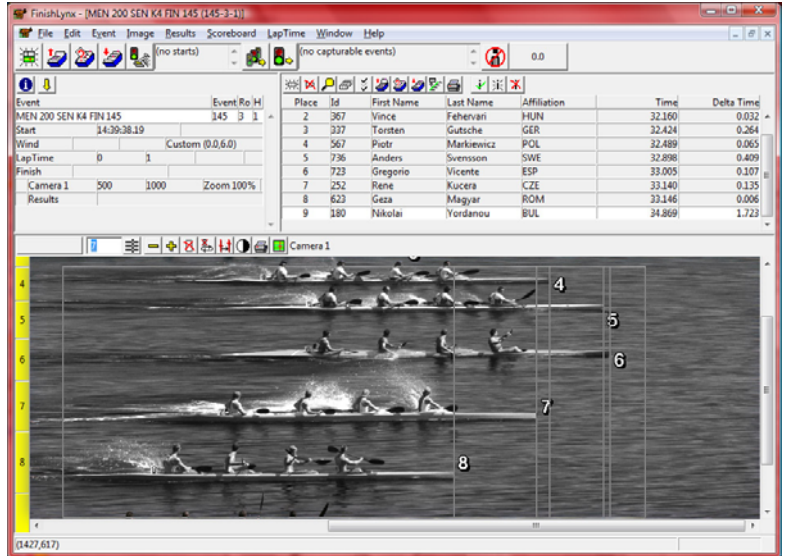 FinishLynx - [MEN 200 SEN K4 FIN 145 (145-3-1)]
File Edit Event Image Results Scoreboard LapTime Window Help
(no starts) (no capturable events) 0.0
Event Event Ro H
MEN 200 SEN K4 FIN 145 145 3 1
Start 14:39:38.19
Wind Custom (0.0,6.0)
LapTime 0 1
Finish
Camera 1 500 1000 Zoom 100%
Results
Place Id First Name Last Name Affiliation Time Delta Time
2 367 Vince Fehervari HUN 32.160 0.032
3 337 Torsten Gutsche GER 32.424 0.264
4 567 Piotr Markiewicz POL 32.489 0.065
5 736 Anders Svensson SWE 32.898 0.409
6 723 Gregorio Vicente ESP 33.005 0.107
7 252 Rene Kucera CZE 33.140 0.135
8 623 Geza Magyar ROM 33.146 0.006
9 180 Nikolai Yordanou BUL 34.869 1.723
7 Camera 1
4 4
5 5
6 6
7 7
8 8
(1427,617)